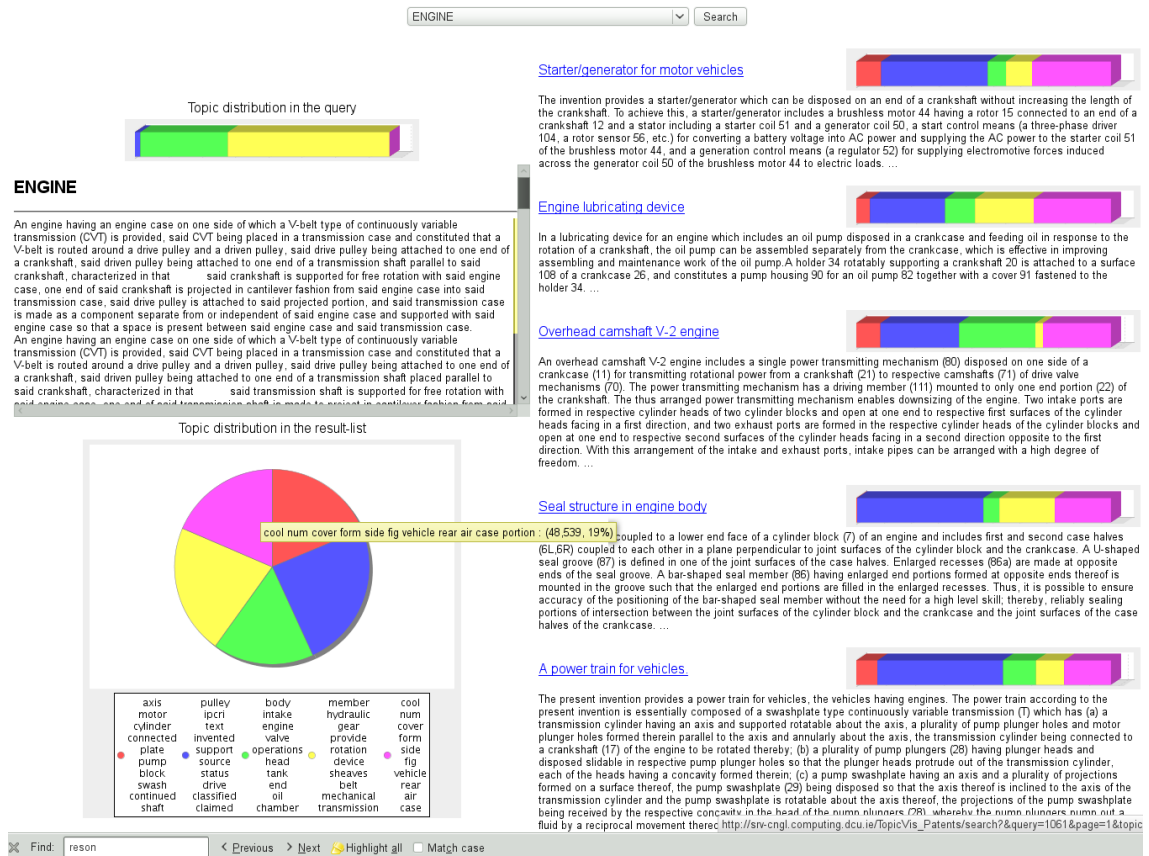 ENGINE
Search
Topic distribution in the query
ENGINE
An engine having an engine case on one side of which a V-belt type of continuously variable
transmission (CVT) is provided, said CVT being placed in a transmission case and constituted that a
V-belt is routed around a drive pulley and a driven pulley, said drive pulley being attached to one end of
a crankshaft, said driven pulley being attached to one end of a transmission shaft parallel to said
crankshaft, characterized in that said crankshaft is supported for free rotation with said engine
case, one end of said crankshaft is projected in cantilever fashion from said engine case into said
transmission case, said drive pulley is attached to said projected portion, and said transmission case
is made as a component separate from or independent of said engine case and supported with said
engine case so that a space is present between said engine case and said transmission case.
An engine having an engine case on one side of which a V-belt type of continuously variable
transmission (CVT) is provided, said CVT being placed in a transmission case and constituted that a
V-belt is routed around a drive pulley and a driven pulley, said drive pulley being attached to one end of
a crankshaft, said driven pulley being attached to one end of a transmission shaft placed parallel to
said crankshaft, characterized in that said transmission shaft is supported for free rotation with
said engine case, one end of said transmission shaft is made to project in cantilever fashion from said
Topic distribution in the result-list
cool num cover form side fig vehicle rear air case portion : (48,539, 19%)
axis pulley body member cool
motor ipcri intake hydraulic num
cylinder text engine gear cover
connected invented valve provide form
plate support operations rotation side
pump source head device fig
block status tank sheaves vehicle
swash drive end belt rear
continued classified oil mechanical air
shaft claimed chamber transmission case
Starter/generator for motor vehicles
The invention provides a starter/generator which can be disposed on an end of a crankshaft without increasing the length of
the crankshaft. To achieve this, a starter/generator includes a brushless motor 44 having a rotor 15 connected to an end of a
crankshaft 12 and a stator including a starter coil 51 and a generator coil 50, a start control means (a three-phase driver
104, a rotor sensor 56, etc.) for converting a battery voltage into AC power and supplying the AC power to the starter coil 51
of the brushless motor 44, and a generation control means (a regulator 52) for supplying electromotive forces induced
across the generator coil 50 of the brushless motor 44 to electric loads. ...
Engine lubricating device
In a lubricating device for an engine which includes an oil pump disposed in a crankcase and feeding oil in response to the
rotation of a crankshaft, the oil pump can be assembled separately from the crankcase, which is effective in improving
assembling and maintenance work of the oil pump.A holder 34 rotatably supporting a crankshaft 20 is attached to a surface
108 of a crankcase 26, and constitutes a pump housing 90 for an oil pump 82 together with a cover 91 fastened to the
holder 34. ...
Overhead camshaft V-2 engine
An overhead camshaft V-2 engine includes a single power transmitting mechanism (80) disposed on one side of a
crankcase (11) for transmitting rotational power from a crankshaft (21) to respective camshafts (71) of drive valve
mechanisms (70). The power transmitting mechanism has a driving member (111) mounted to only one end portion (22) of
the crankshaft. The thus arranged power transmitting mechanism enables downsizing of the engine. Two intake ports are
formed in respective cylinder heads of two cylinder blocks and open at one end to respective first surfaces of the cylinder
heads facing in a first direction, and two exhaust ports are formed in the respective cylinder heads of the cylinder blocks and
open at one end to respective second surfaces of the cylinder heads facing in a second direction opposite to the first
direction. With this arrangement of the intake and exhaust ports, intake pipes can be arranged with a high degree of
freedom. ...
Seal structure in engine body
coupled to a lower end face of a cylinder block (7) of an engine and includes first and second case halves
(6L,6R) coupled to each other in a plane perpendicular to joint surfaces of the cylinder block and the crankcase. A U-shaped
seal groove (87) is defined in one of the joint surfaces of the case halves. Enlarged recesses (86a) are made at opposite
ends of the seal groove. A bar-shaped seal member (86) having enlarged end portions formed at opposite ends thereof is
mounted in the groove such that the enlarged end portions are filled in the enlarged recesses. Thus, it is possible to ensure
accuracy of the positioning of the bar-shaped seal member without the need for a high level skill; thereby, reliably sealing
portions of intersection between the joint surfaces of the cylinder block and the crankcase and the joint surfaces of the case
halves of the crankcase. ...
A power train for vehicles.
The present invention provides a power train for vehicles, the vehicles having engines. The power train according to the
present invention is essentially composed of a swashplate type continuously variable transmission (T) which has (a) a
transmission cylinder having an axis and supported rotatable about the axis, a plurality of pump plunger holes and motor
plunger holes formed therein parallel to the axis and annularly about the axis, the transmission cylinder being connected to
a crankshaft (17) of the engine to be rotated thereby; (b) a plurality of pump plungers (28) having plunger heads and
disposed slidable in respective pump plunger holes so that the plunger heads protrude out of the transmission cylinder,
each of the heads having a concavity formed therein; (c) a pump swashplate having an axis and a plurality of projections
formed on a surface thereof, the pump swashplate (29) being disposed so that the axis thereof is inclined to the axis of the
transmission cylinder and the pump swashplate is rotatable about the axis thereof, the projections of the pump swashplate
being received by the respective concavity in the head of the pump plungers (28), whereby the pump plungers pump out a
fluid by a reciprocal movement
http://srv-cngl.computing.dcu.ie/TopicVis_Patents/search?&query=1061&page=1&topic
Find: reson Previous Next Highlight all Match case